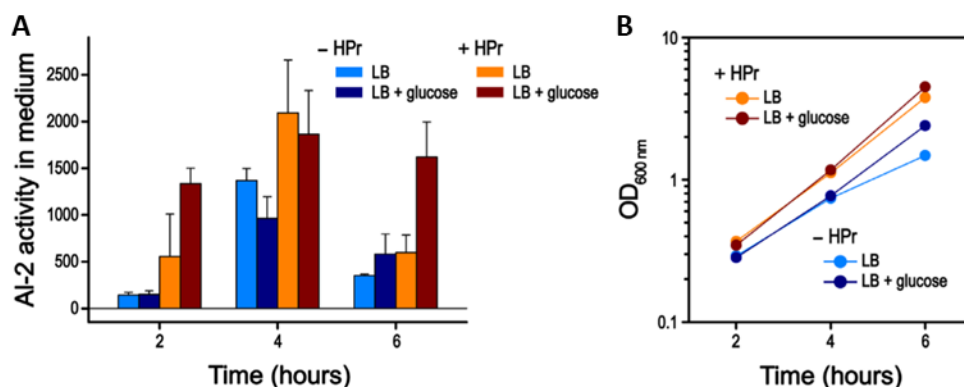 A
AI-2 activity in medium
2500
2000
1500
1000
500
0
– HPr
+ HPr
LB
LB
LB + glucose
LB + glucose
2
4
6
Time (hours)
B
OD600 nm
10
1
0.1
+ HPr
LB
LB + glucose
– HPr
LB
LB + glucose
2
4
6
Time (hours)